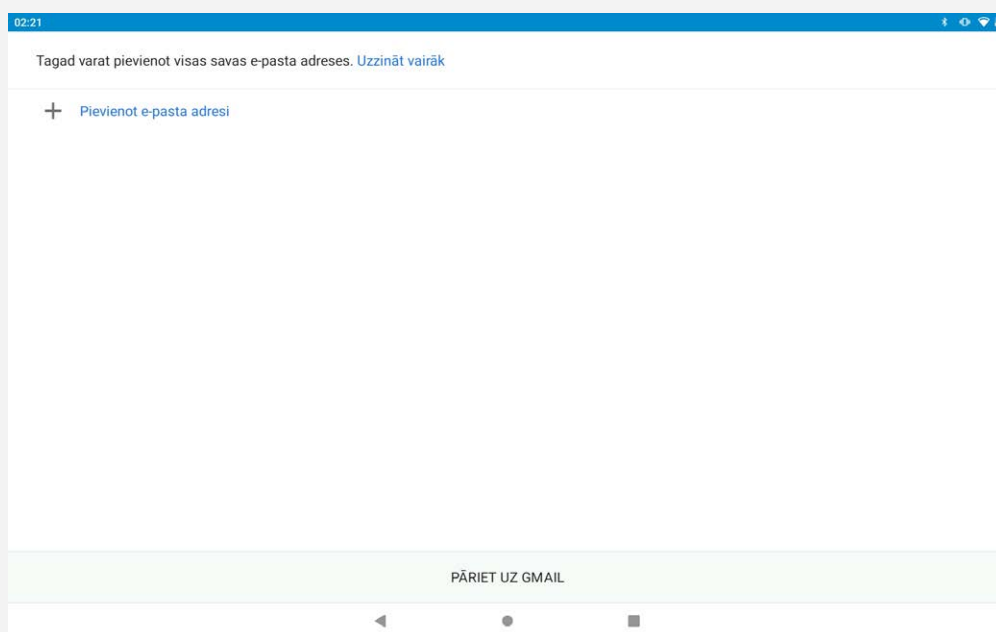 02:21
Tagad varat pievienot visas savas e-pasta adreses. Uzzināt vairāk
Pievienot e-pasta adresi
PĀRIET UZ GMAIL